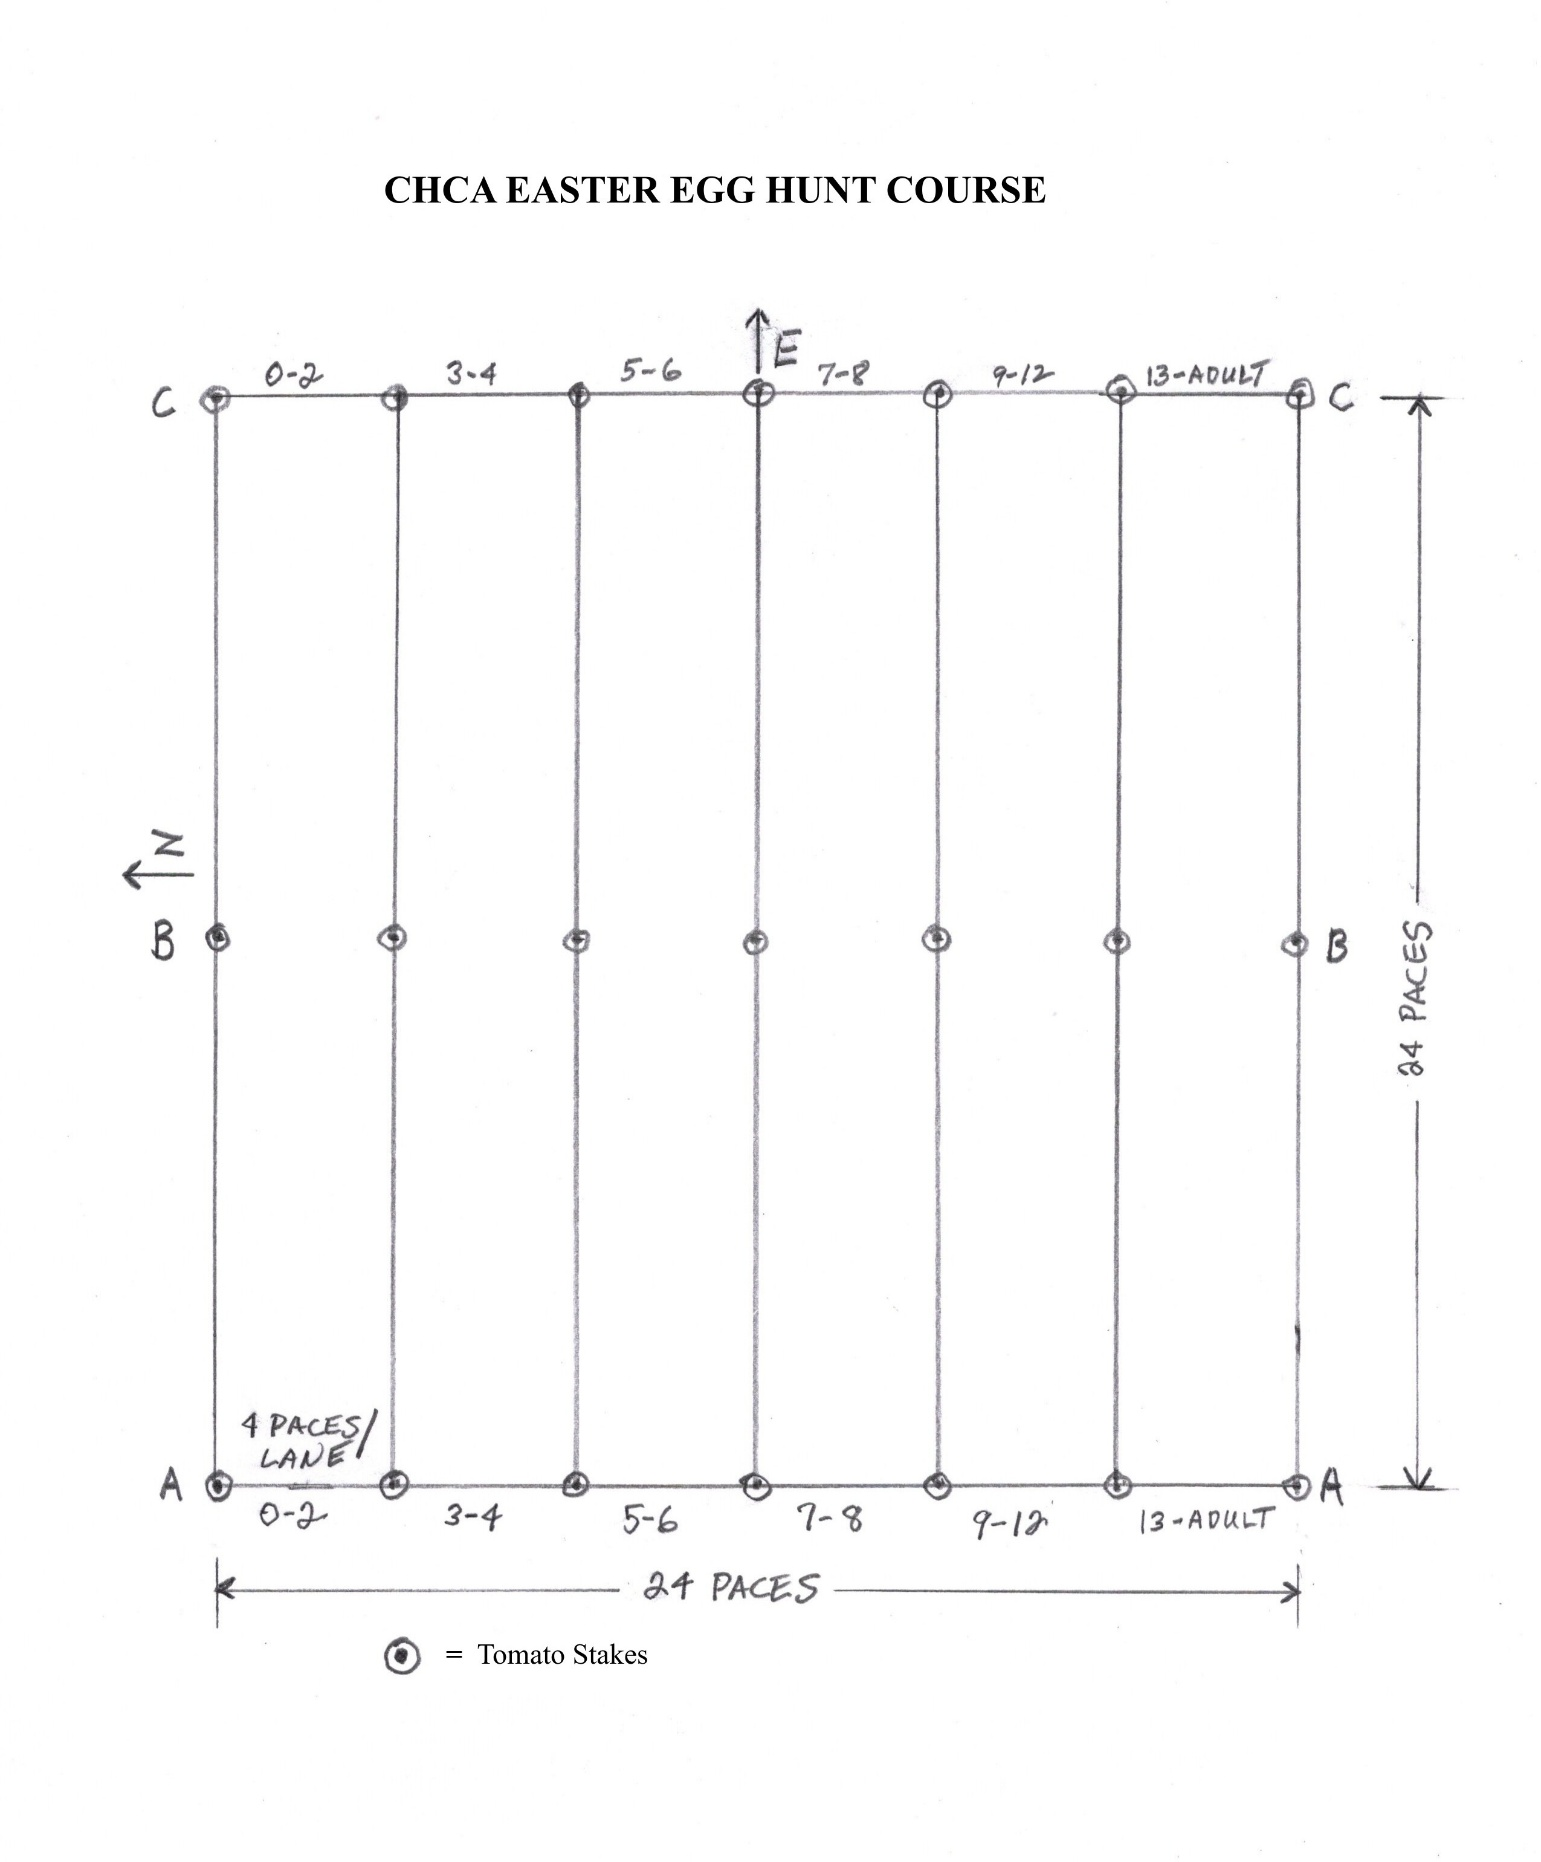 CHCA EASTER EGG HUNT COURSE
E
0-2 3-4 5-6 7-8 9-12 13-ADULT
C C
N
B B
24 PACES
4 PACES/
LANE
A A
0-2 3-4 5-6 7-8 9-12 13-ADULT
24 PACES
= Tomato Stakes